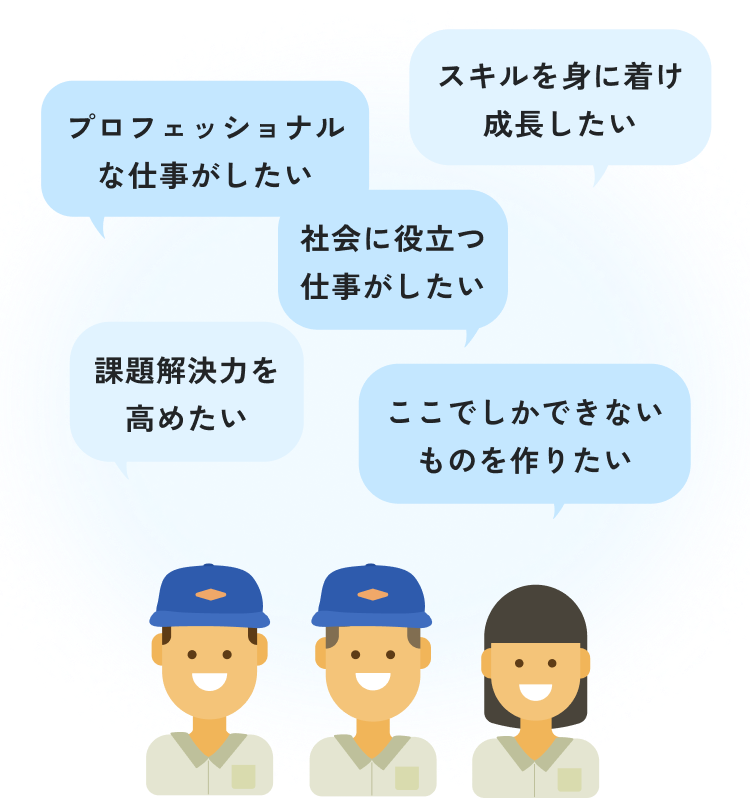 スキルを身に着け
成長したい
プロフェッショナル
な仕事がしたい
社会に役立つ
仕事がしたい
課題解決力を
高めたい
ここでしかできない
ものを作りたい